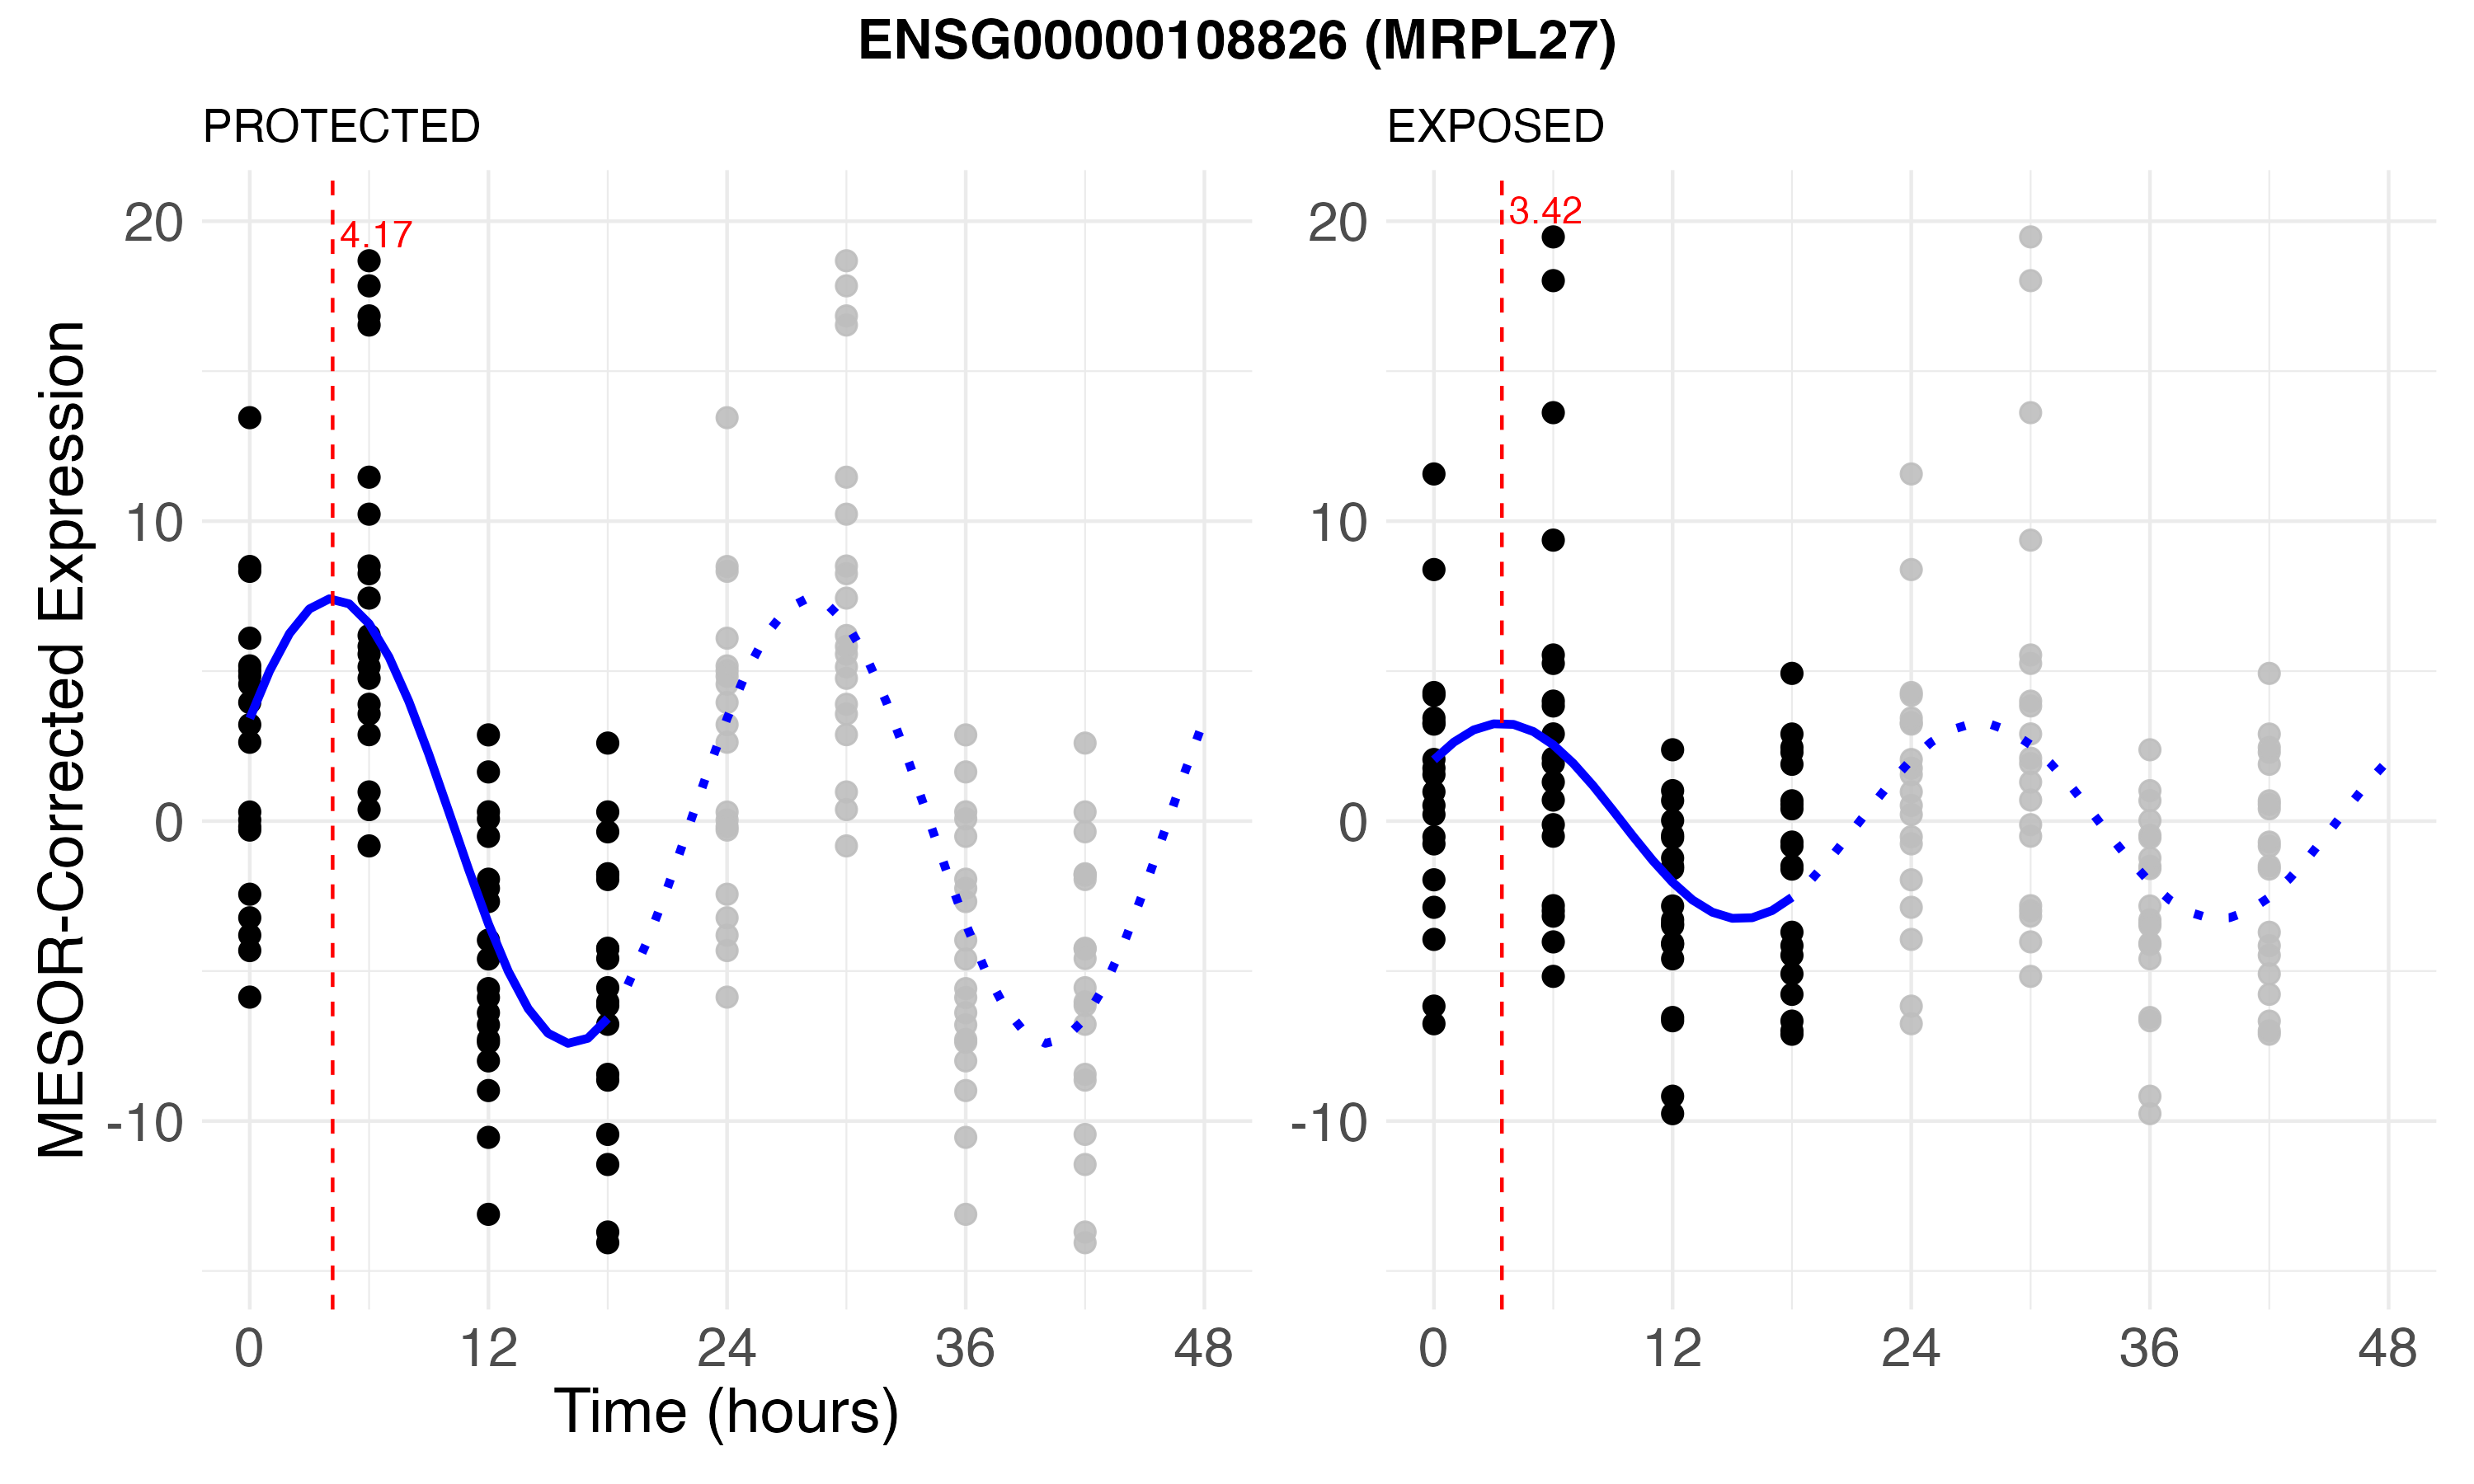 ENSG00000108826 (MRPL27)
PROTECTED
EXPOSED
MESOR-Corrected Expression
20
10
0
-10
4.17
0 12 24 36 48
20
10
0
-10
3.42
0 12 24 36 48
Time (hours)